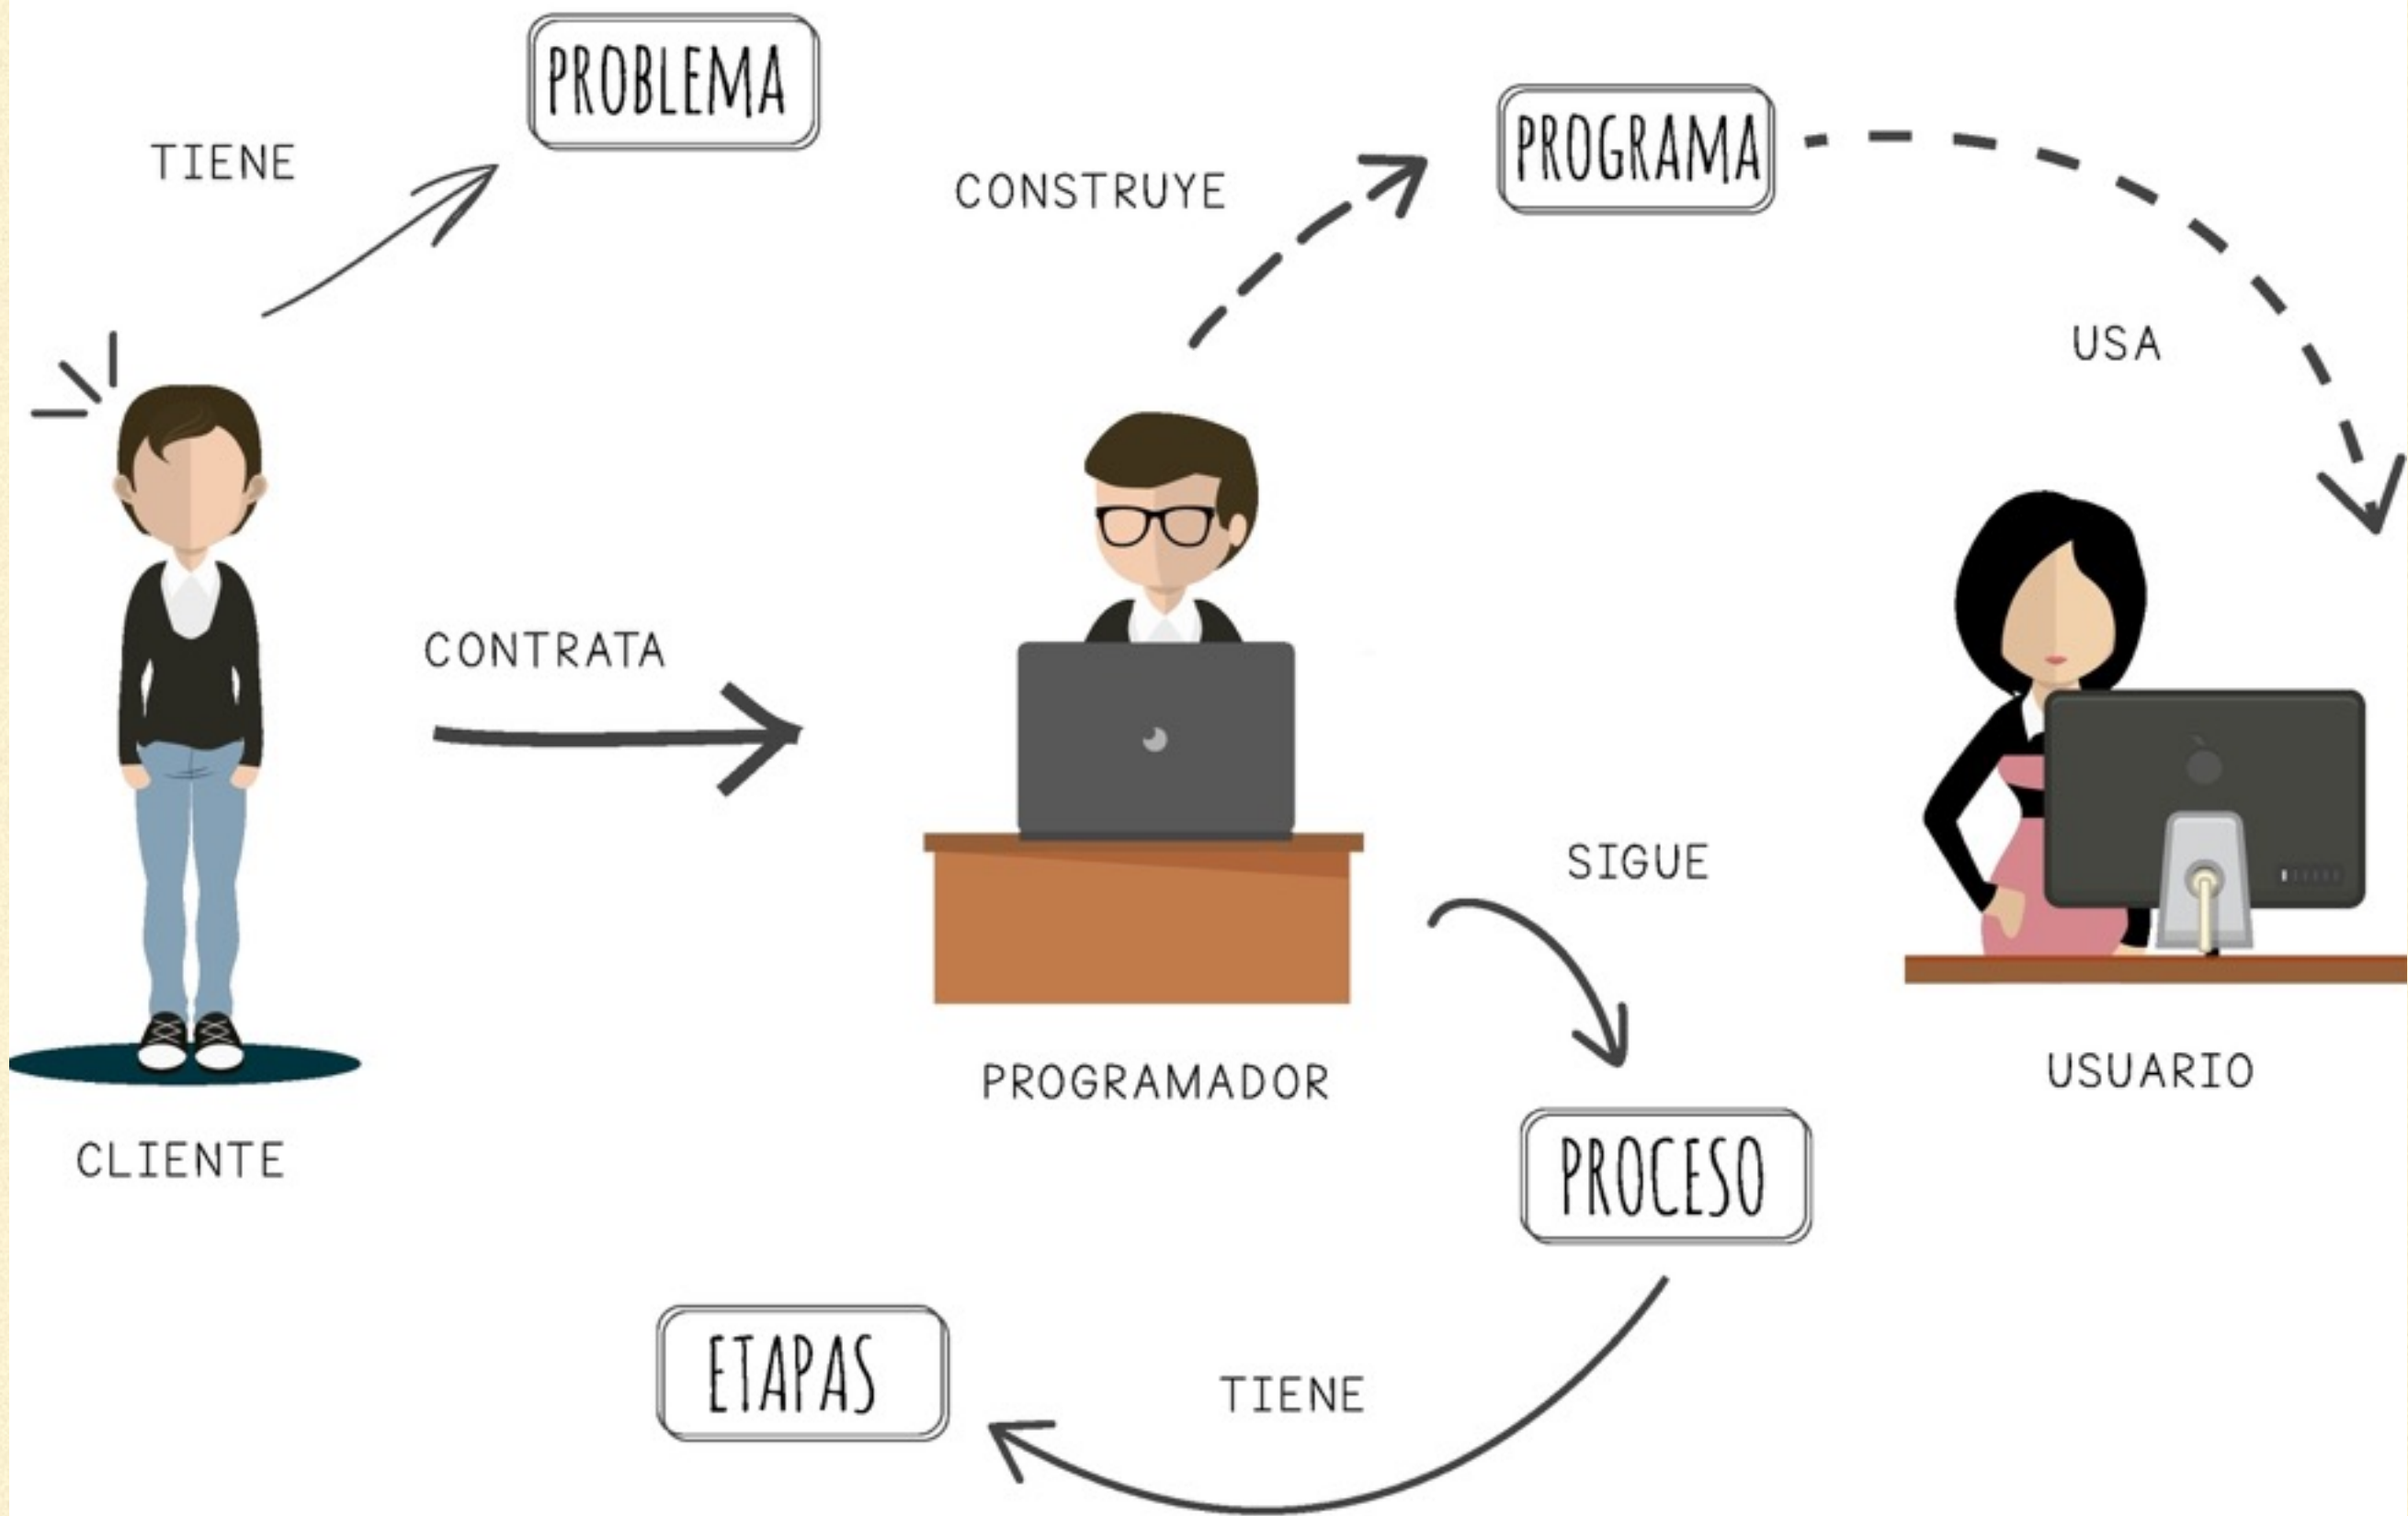 PROBLEMA
TIENE
CONSTRUYE
PROGRAMA
USA
CONTRATA
SIGUE
PROGRAMADOR
USUARIO
CLIENTE
PROCESO
ETAPAS
TIENE